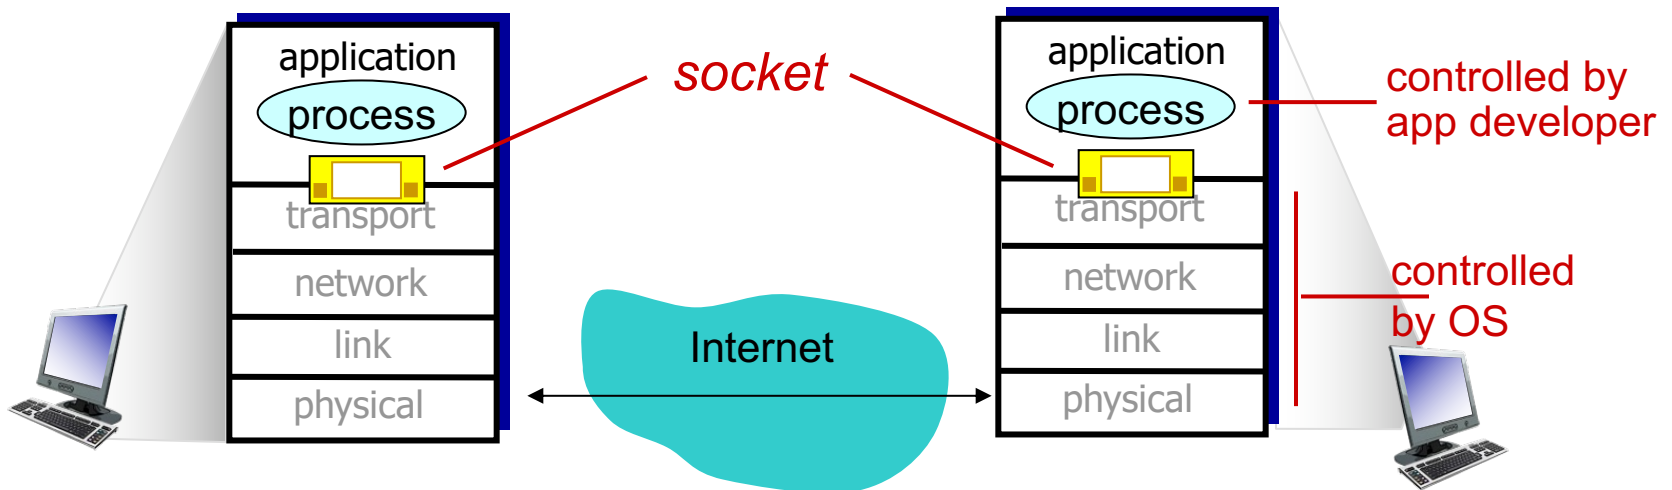 application
process
transport
network
link
physical
socket
Internet
application
process
transport
network
link
physical
controlled by
app developer
controlled
by OS